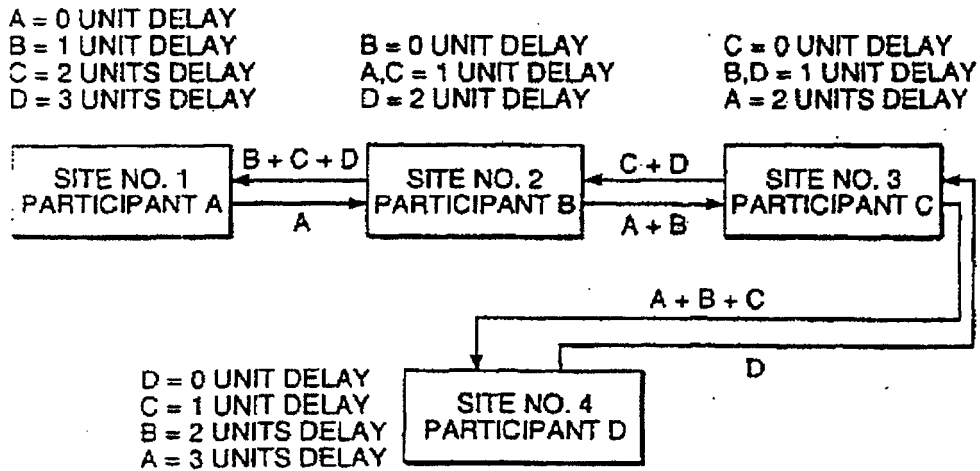 A = 0 UNIT DELAY
B = 1 UNIT DELAY
C = 2 UNITS DELAY
D = 3 UNITS DELAY
B = 0 UNIT DELAY
A,C = 1 UNIT DELAY
D = 2 UNIT DELAY
C = 0 UNIT DELAY
B,D = 1 UNIT DELAY
A = 2 UNITS DELAY
SITE NO. 1
PARTICIPANT A
B + C + D
A
SITE NO. 2
PARTICIPANT B
C + D
A + B
SITE NO. 3
PARTICIPANT C
A + B + C
D
D = 0 UNIT DELAY
C = 1 UNIT DELAY
B = 2 UNITS DELAY
A = 3 UNITS DELAY
SITE NO. 4
PARTICIPANT D